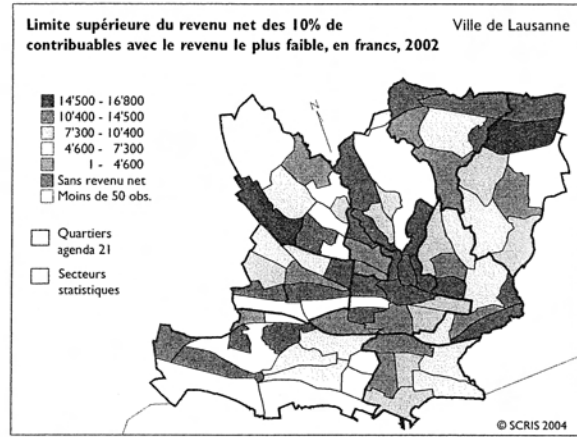 Limite supérieure du revenu net des 10% de
contribuables avec le revenu le plus faible, en francs, 2002
Ville de Lausanne
14'500 - 16'800
10'400 - 14'500
7'300 - 10'400
4'600 - 7'300
1 - 4'600
Sans revenu net
Moins de 50 obs.
Quartiers
agenda 21
Secteurs
statistiques
N
© SCRIS 2004